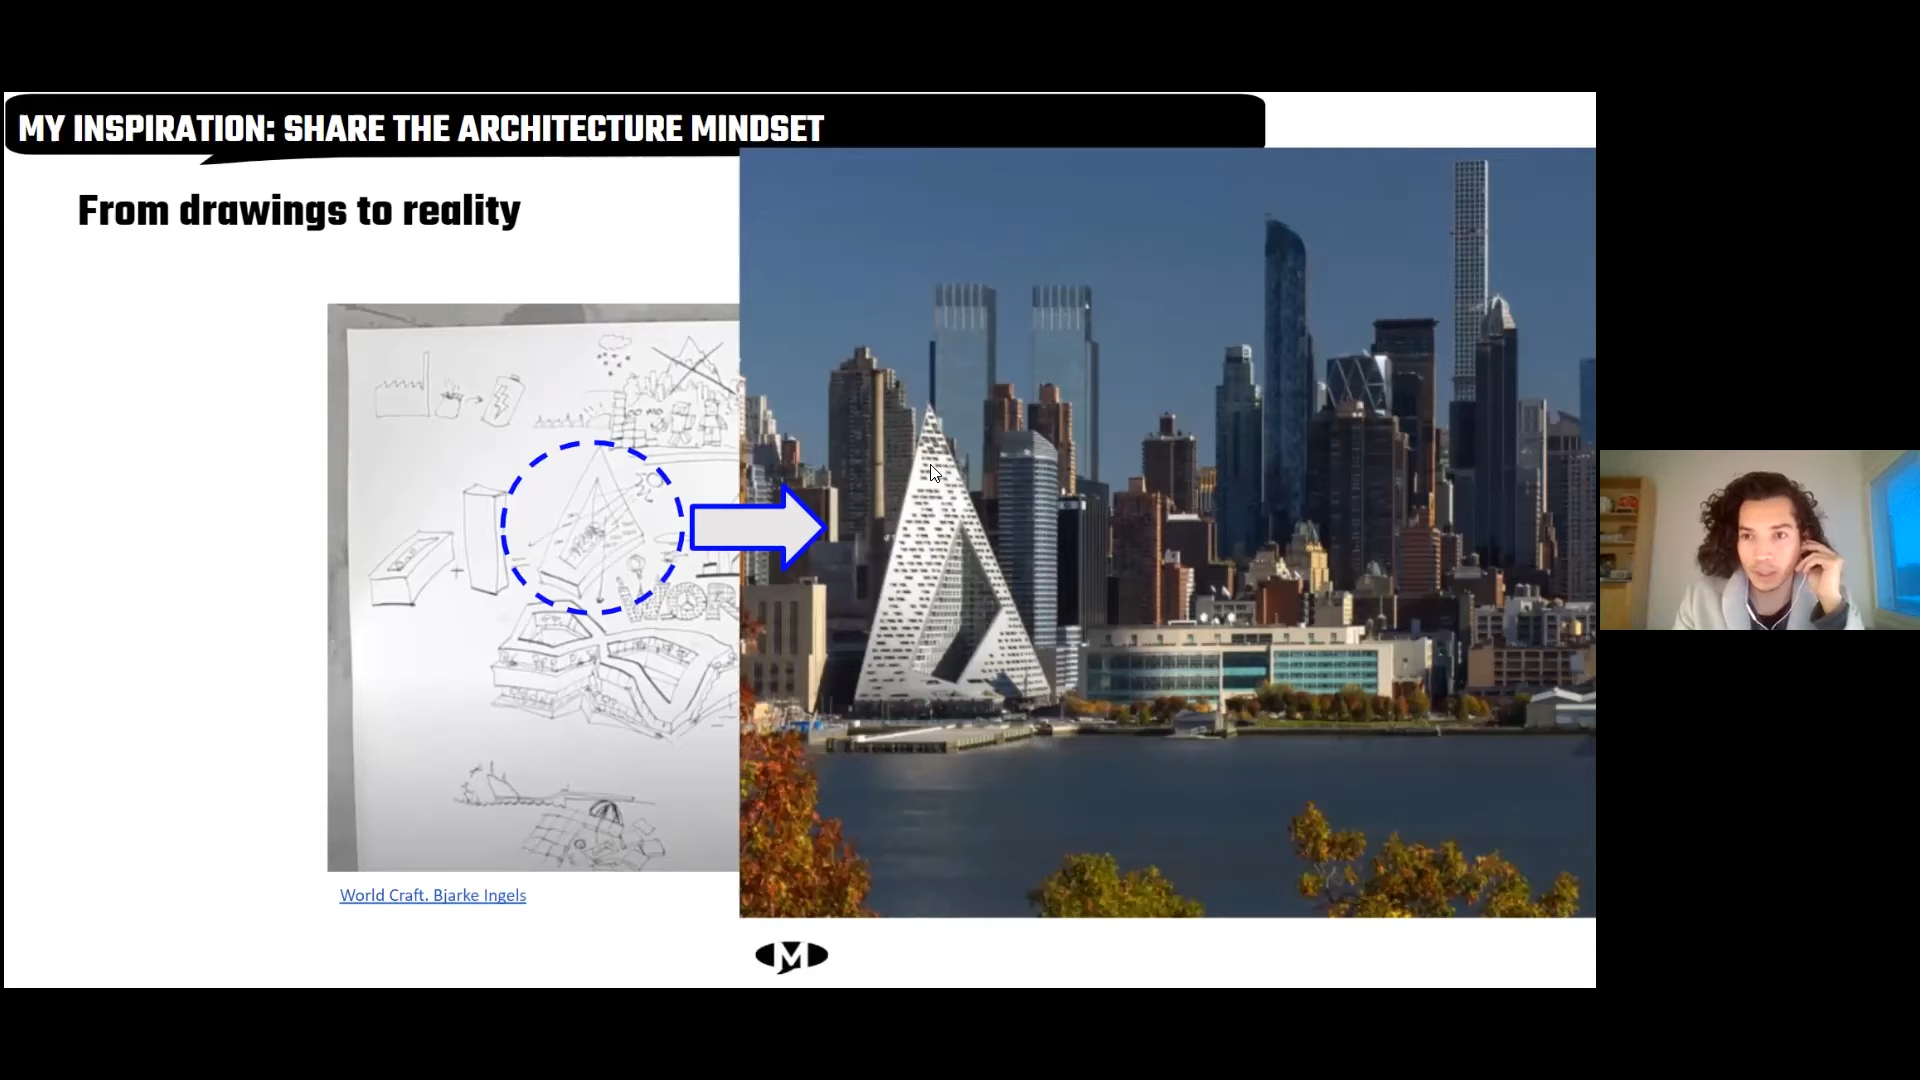 MY INSPIRATION: SHARE THE ARCHITECTURE MINDSET
From drawings to reality
World Craft. Bjarke Ingels
M